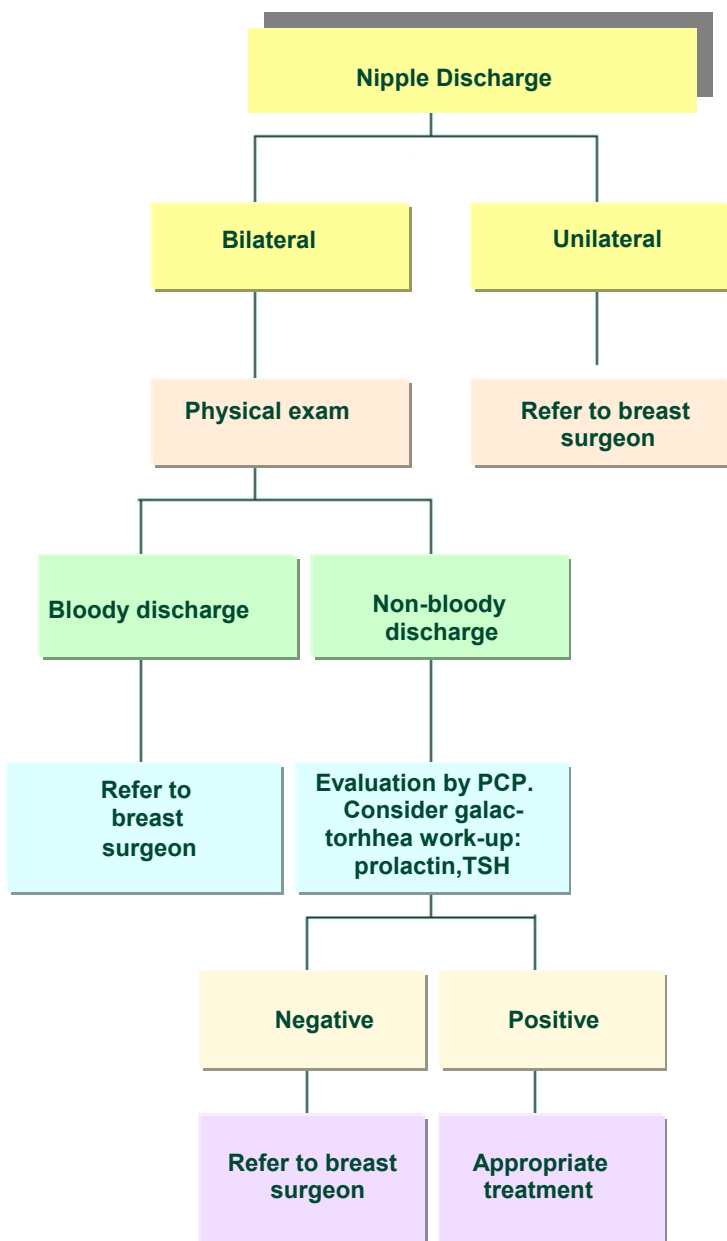 Nipple Discharge
Bilateral
Unilateral
Physical exam
Refer to breast
surgeon
Bloody discharge
Non-bloody
discharge
Refer to
breast
surgeon
Evaluation by PCP.
Consider galac-
torhhea work-up:
prolactin,TSH
Negative
Positive
Refer to breast
surgeon
Appropriate
treatment